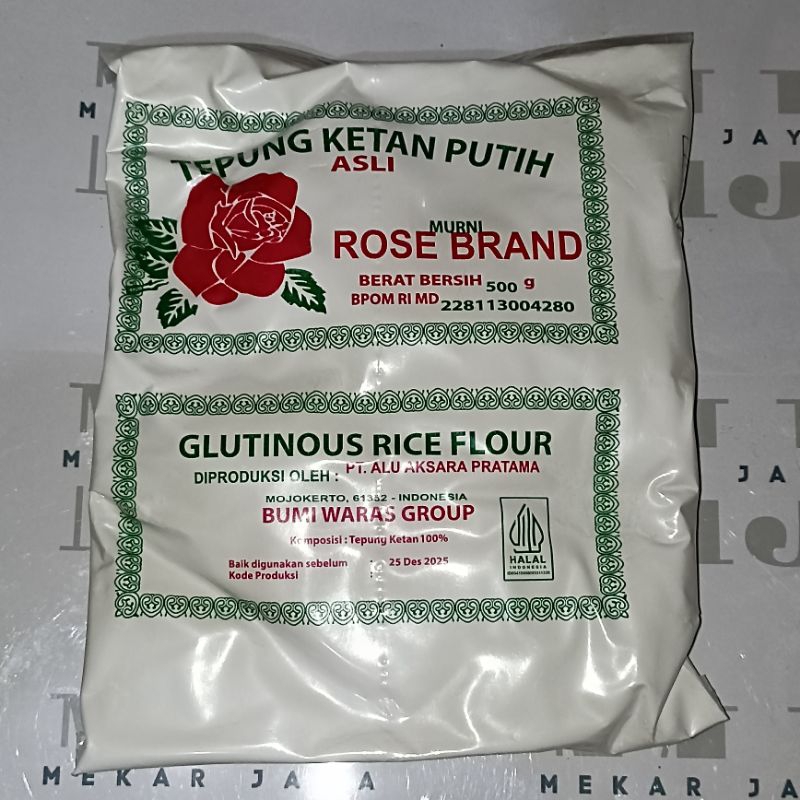 TEPUNG KETAN PUTIH
ASLI
MURNI
ROSE BRAND
BERAT BERSIH 500 g
BPOM RI MD 228113004280
GLUTINOUS RICE FLOUR
DIPRODUKSI OLEH : PT. ALU AKSARA PRATAMA
MOJOKERTO, 61352 - INDONESIA
BUMI WARAS GROUP
Komposisi : Tepung Ketan 100%
Baik digunakan sebelum : 25 Des 2025
Kode Produksi :
HALAL
INDONESIA
MEKAR JAYA
MEKAR JAYA